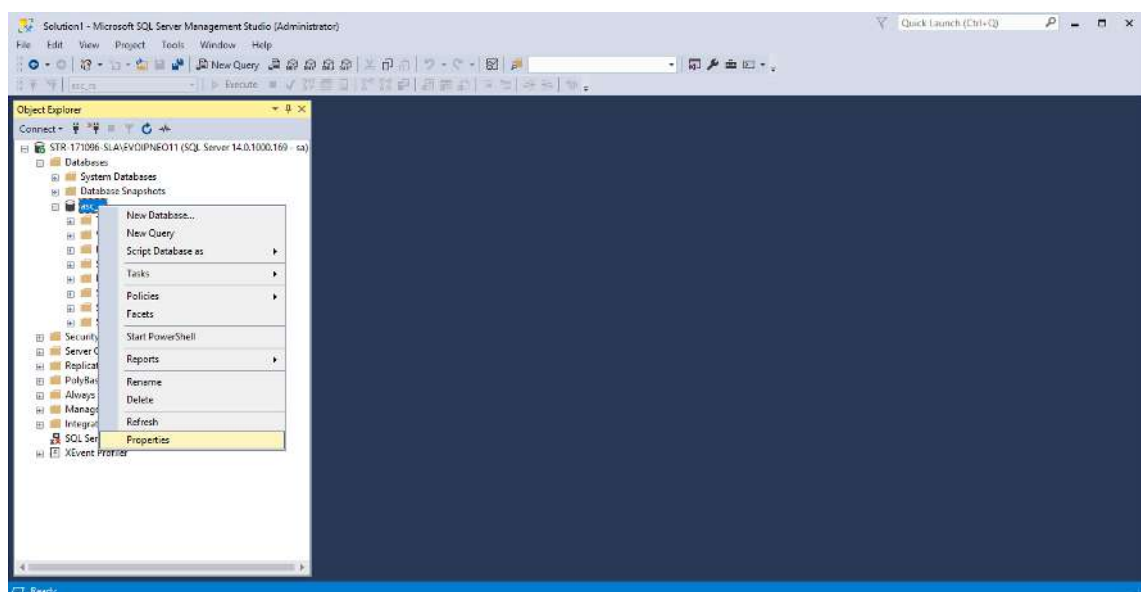 Solution1 - Microsoft SQL Server Management Studio (Administrator)
Quick Launch (Ctrl+Q)
File Edit View Project Tools Window Help
New Query
Execute
Object Explorer
Connect
STR-171096-SLA\EVOIPNEO11 (SQL Server 14.0.1000.169 - sa)
Databases
System Databases
Database Snapshots
New Database...
New Query
Script Database as
Tasks
Policies
Facets
Start PowerShell
Reports
Rename
Delete
Refresh
Properties
Security
Server
Replicat
PolyBas
Always
Manage
Integrat
SQL Ser
XEvent Profiler
Ready